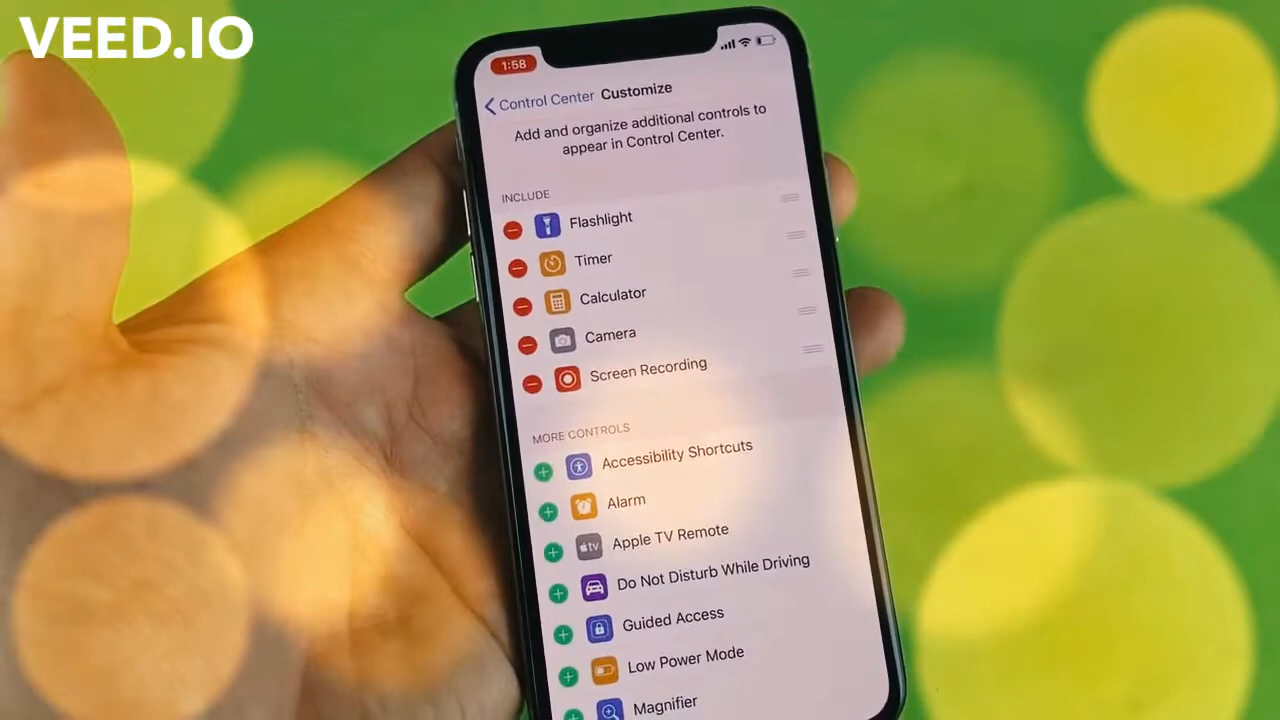 VEED.IO
1:58
Control Center Customize
Add and organize additional controls to
appear in Control Center.
INCLUDE
Flashlight
Timer
Calculator
Camera
Screen Recording
MORE CONTROLS
Accessibility Shortcuts
Alarm
Apple TV Remote
tv
Do Not Disturb While Driving
Guided Access
Low Power Mode
Magnifier